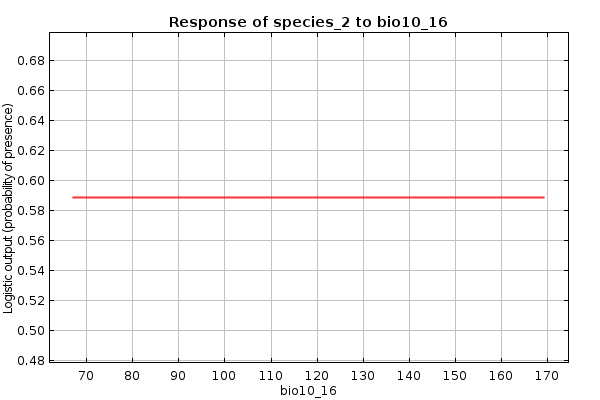 Response of species_2 to bio10_16
Logistic output (probability of presence)
0.68
0.66
0.64
0.62
0.60
0.58
0.56
0.54
0.52
0.50
0.48
70 80 90 100 110 120 130 140 150 160 170
bio10_16